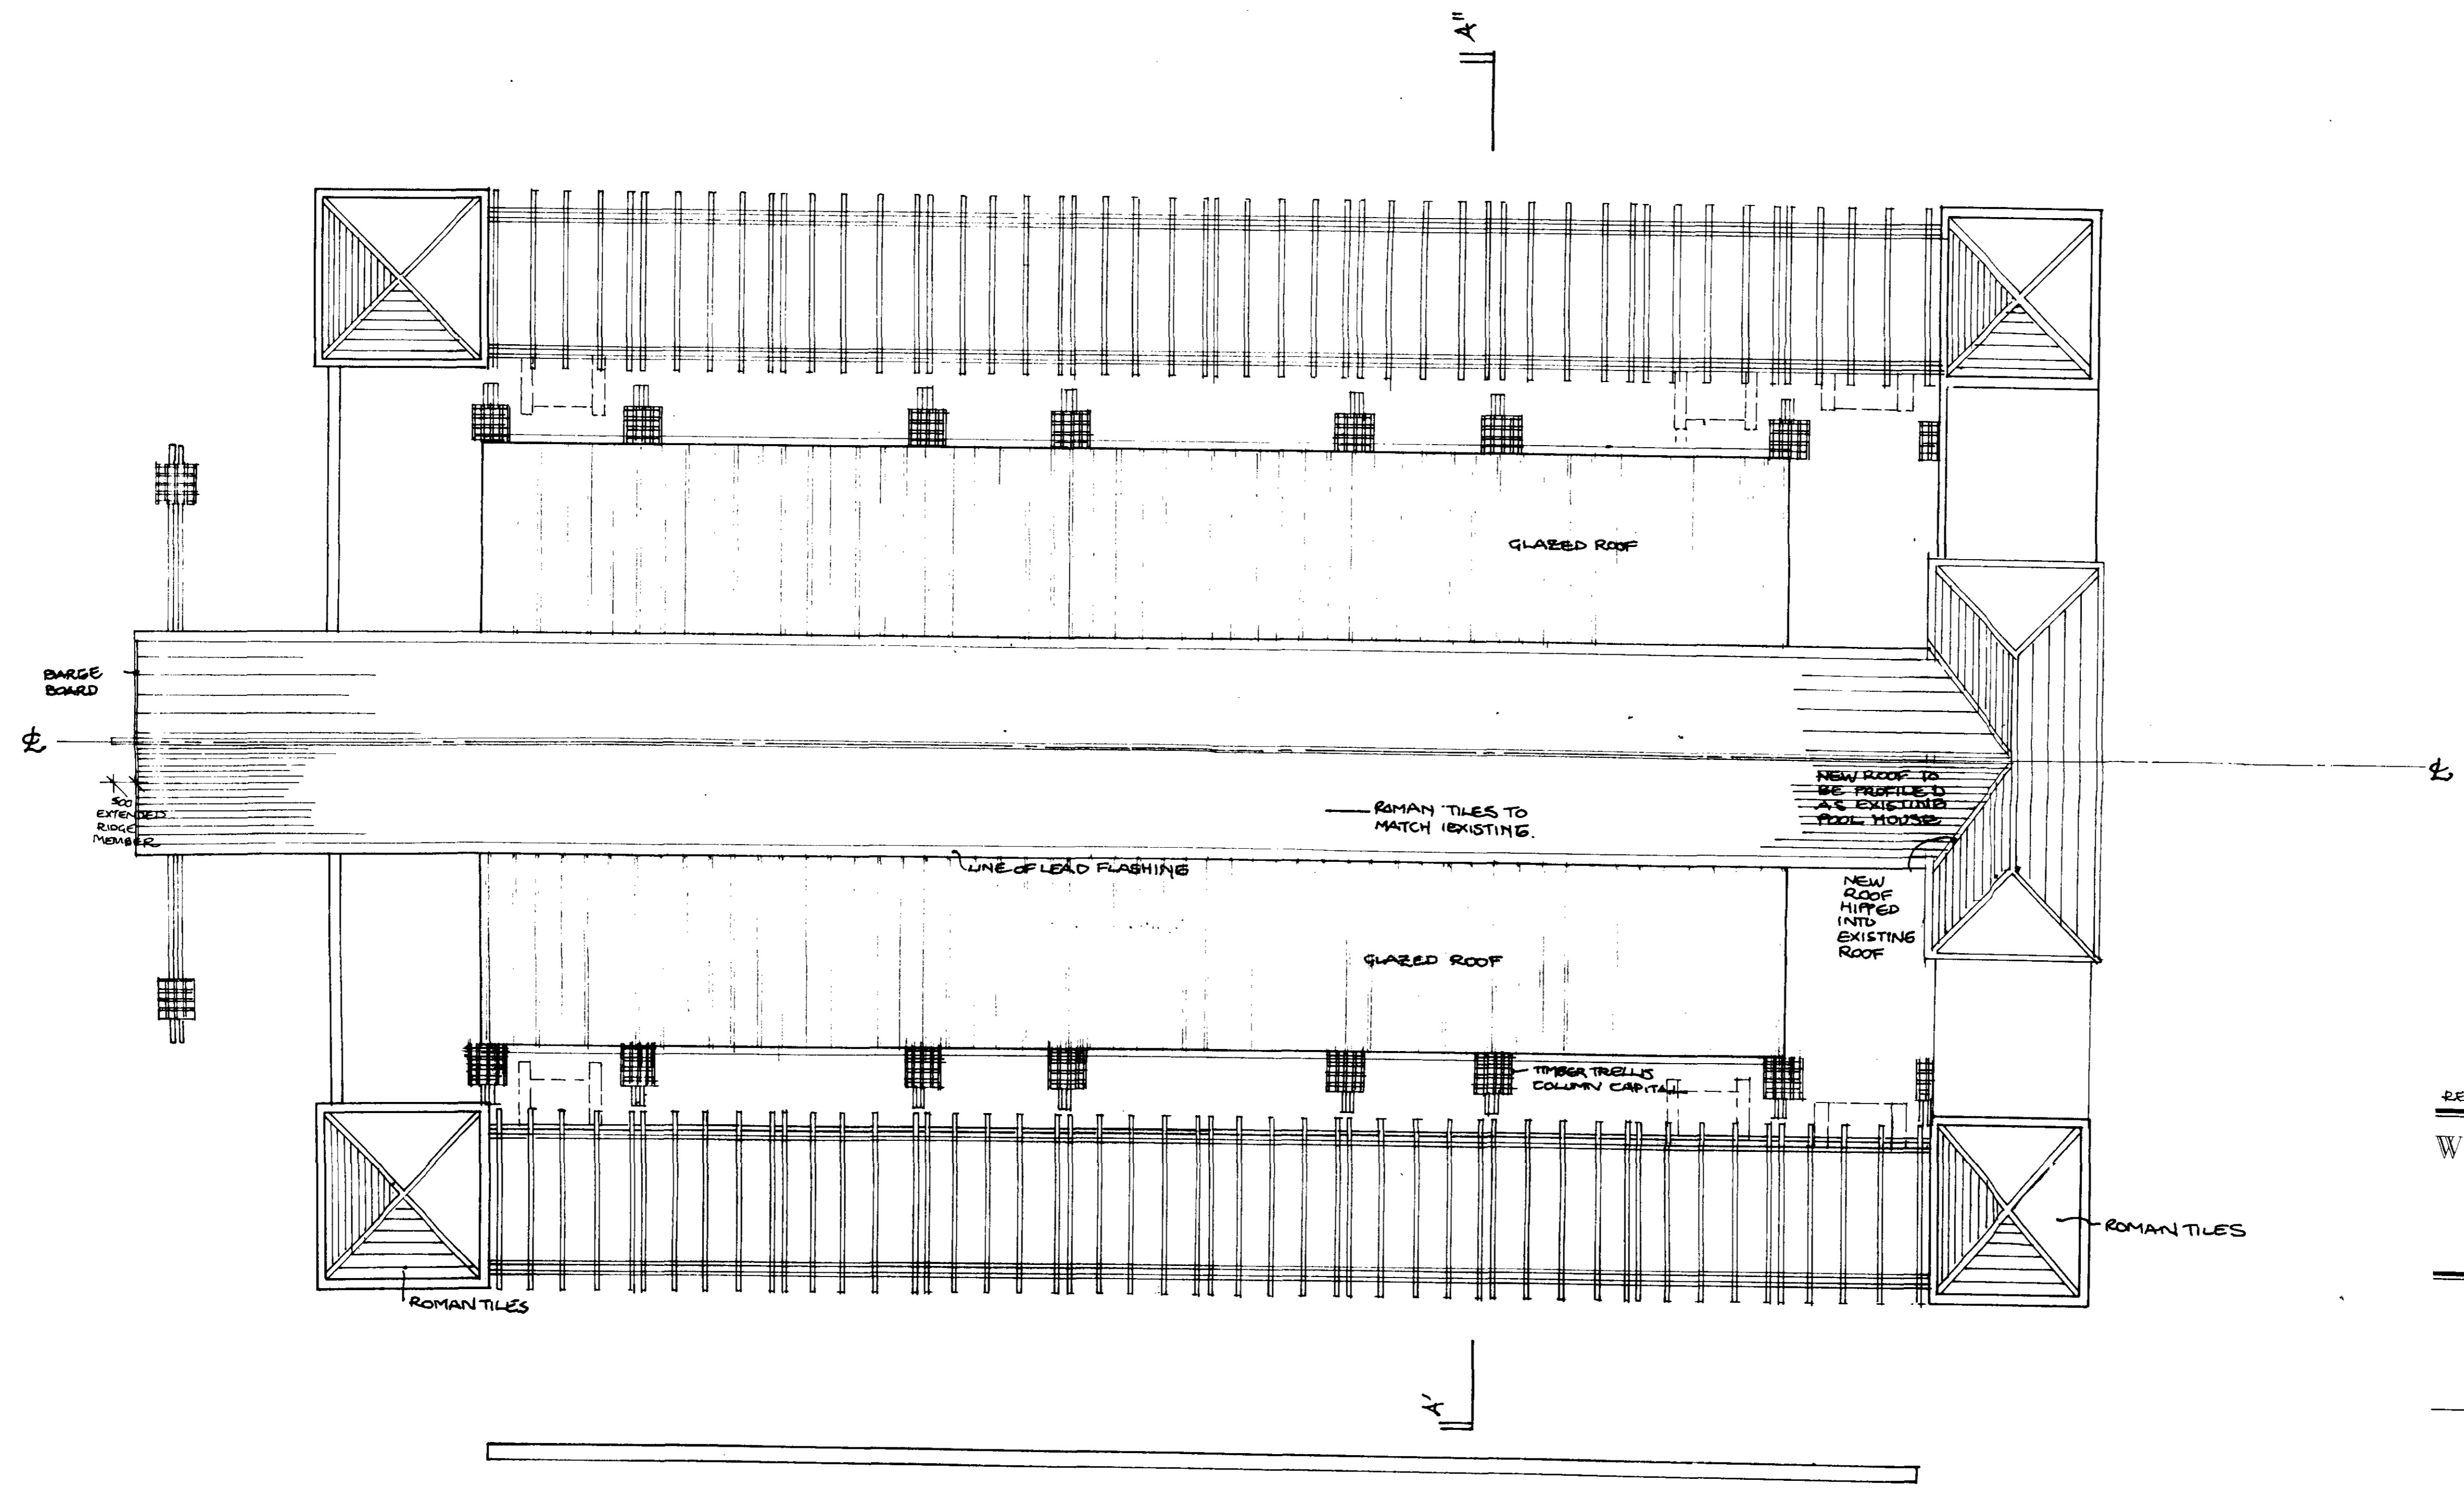 A"
GLAZED ROOF
BARGE
BOARD
℄
℄
500
EXTENDED
RIDGE
MEMBER
NEW ROOF TO
BE PROFILED
AS EXISTING
POOL HOUSE
ROMAN TILES TO
MATCH EXISTING.
LINE OF LEAD FLASHING
NEW
ROOF
HIPPED
INTO
EXISTING
ROOF
GLAZED ROOF
TIMBER TRELLIS
COLUMN CAPITAL
RE
W
ROMAN TILES
ROMAN TILES
A'